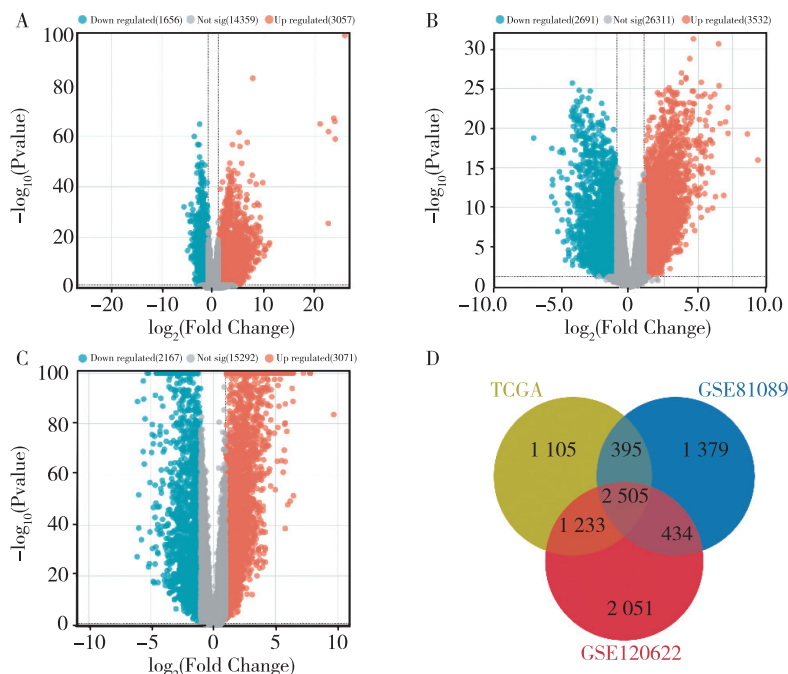 A
Down regulated(1656) Not sig(14359) Up regulated(3057)
100
80
60
40
20
0
−log10(Pvalue)
−20 −10 0 10 20
log2(Fold Change)
B
Down regulated(2691) Not sig(26311) Up regulated(3532)
30
25
20
15
10
5
0
−log10(Pvalue)
−10.0 −5.0 0 5.0 10.0
log2(Fold Change)
C
Down regulated(2167) Not sig(15292) Up regulated(3071)
100
80
60
40
20
0
−log10(Pvalue)
−10 −5 0 5 10
log2(Fold Change)
D
TCGA GSE81089
1 105 395 1 379
2 505
1 233 434
2 051
GSE120622